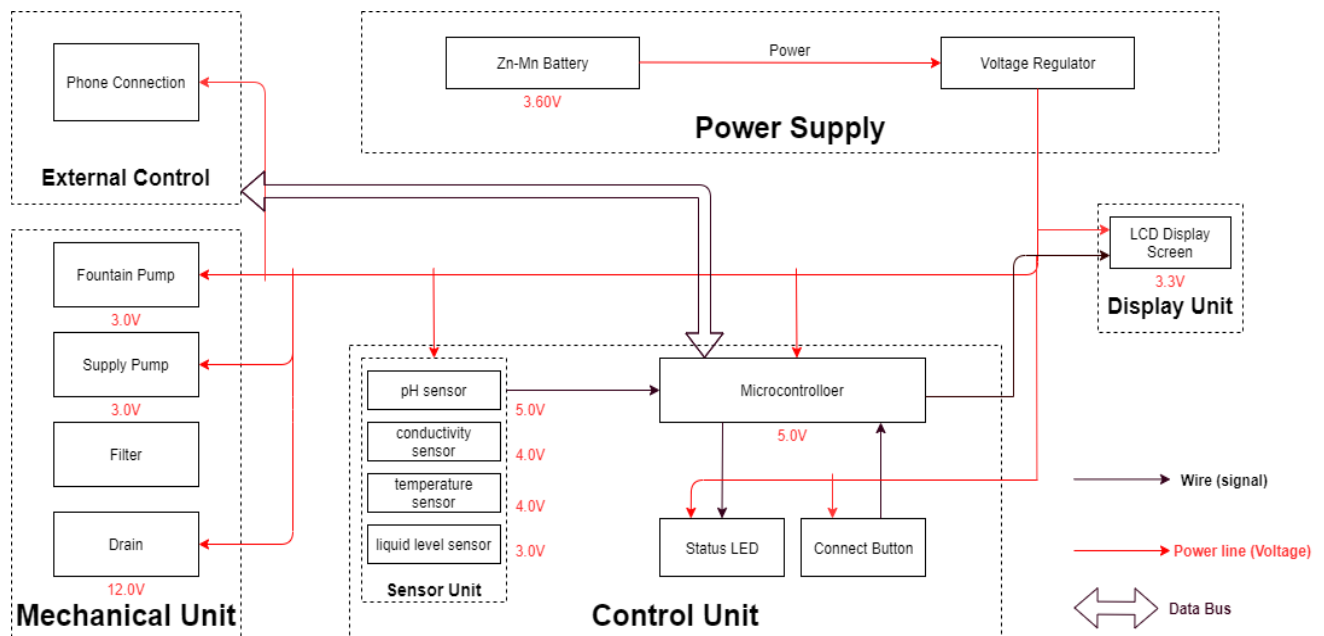 Phone Connection
External Control
Zn-Mn Battery
3.60V
Power
Voltage Regulator
Power Supply
LCD Display
Screen
3.3V
Display Unit
Fountain Pump
3.0V
Supply Pump
3.0V
Filter
Drain
12.0V
Mechanical Unit
pH sensor
5.0V
conductivity
sensor
4.0V
temperature
sensor
4.0V
liquid level sensor
3.0V
Sensor Unit
Microcontrolloer
5.0V
Status LED
Connect Button
Control Unit
Wire (signal)
Power line (Voltage)
Data Bus